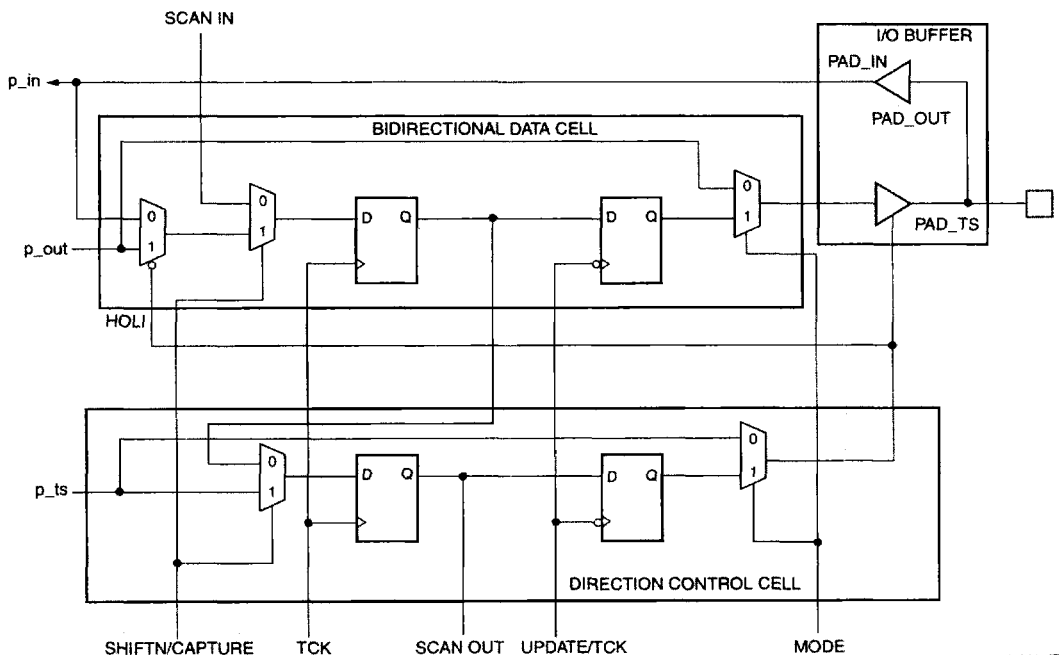 SCAN IN
I/O BUFFER
p_in
PAD_IN
PAD_OUT
BIDIRECTIONAL DATA CELL
0
1
0
1
D Q
D Q
0
1
p_out
PAD_TS
HOLI
DIRECTION CONTROL CELL
p_ts
0
1
D Q
D Q
0
1
SHIFTN/CAPTURE
TCK
SCAN OUT
UPDATE/TCK
MODE